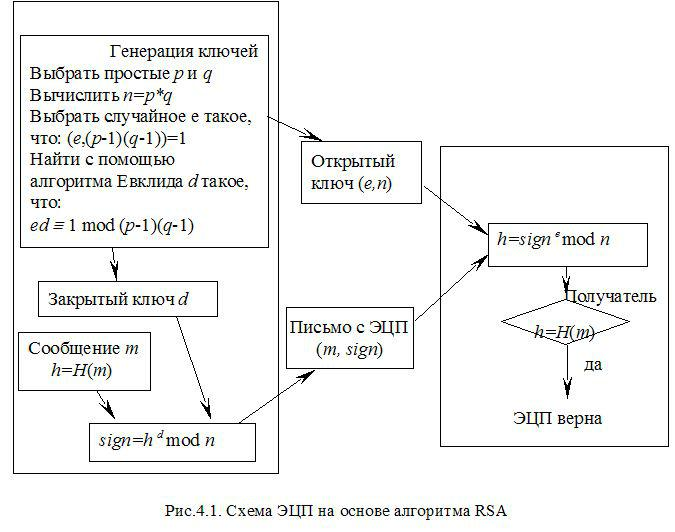 Генерация ключей
Выбрать простые p и q
Вычислить n=p*q
Выбрать случайное e такое,
что: (e,(p-1)(q-1))=1
Найти с помощью
алгоритма Евклида d такое,
что:
ed ≡ 1 mod (p-1)(q-1)
Открытый
ключ (e,n)
Закрытый ключ d
Сообщение m
h=H(m)
sign=h^d mod n
Письмо с ЭЦП
(m, sign)
h=sign^e mod n
Получатель
h=H(m)
да
ЭЦП верна
Рис.4.1. Схема ЭЦП на основе алгоритма RSA